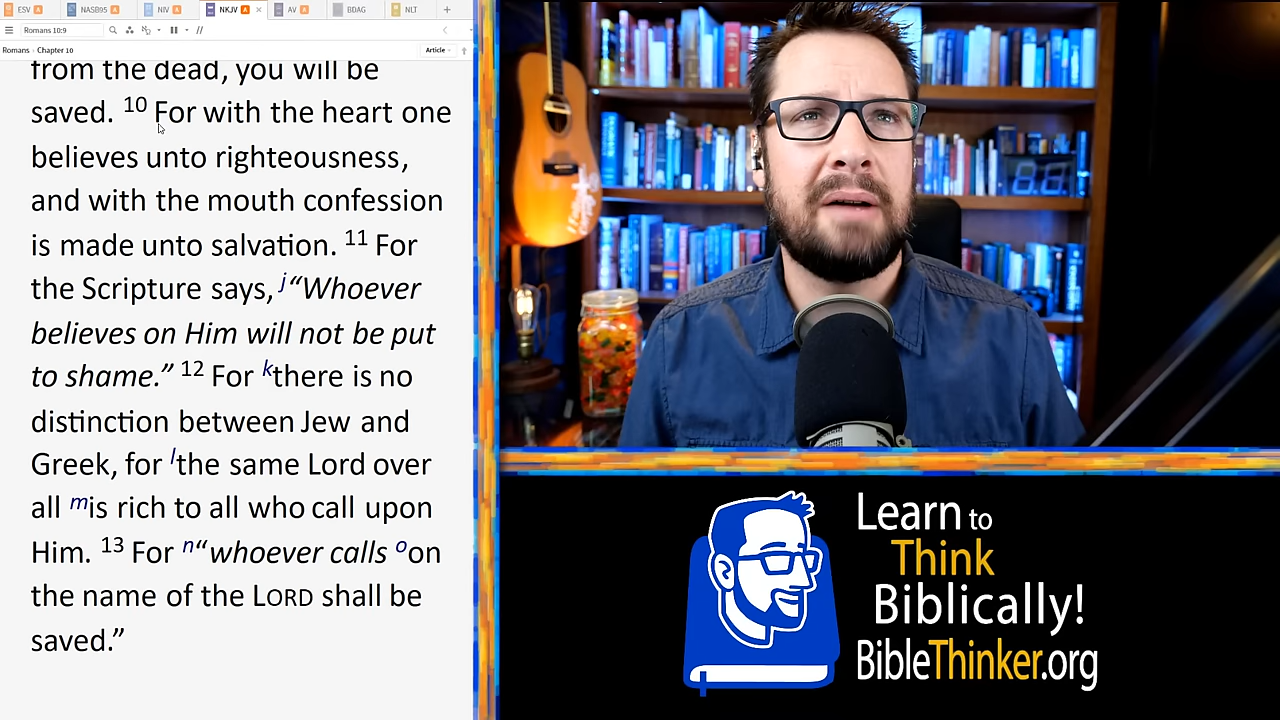 ESV A NASB95 A NIV A NKJV A × AV A BDAG NLT +
Romans 10:9
Romans › Chapter 10 Article
from the dead, you will be
saved. 10 For with the heart one
believes unto righteousness,
and with the mouth confession
is made unto salvation. 11 For
the Scripture says, j“Whoever
believes on Him will not be put
to shame.” 12 For kthere is no
distinction between Jew and
Greek, for lthe same Lord over
all mis rich to all who call upon
Him. 13 For n“whoever calls oon
the name of the LORD shall be
saved.”
Learn to
Think
Biblically!
BibleThinker.org